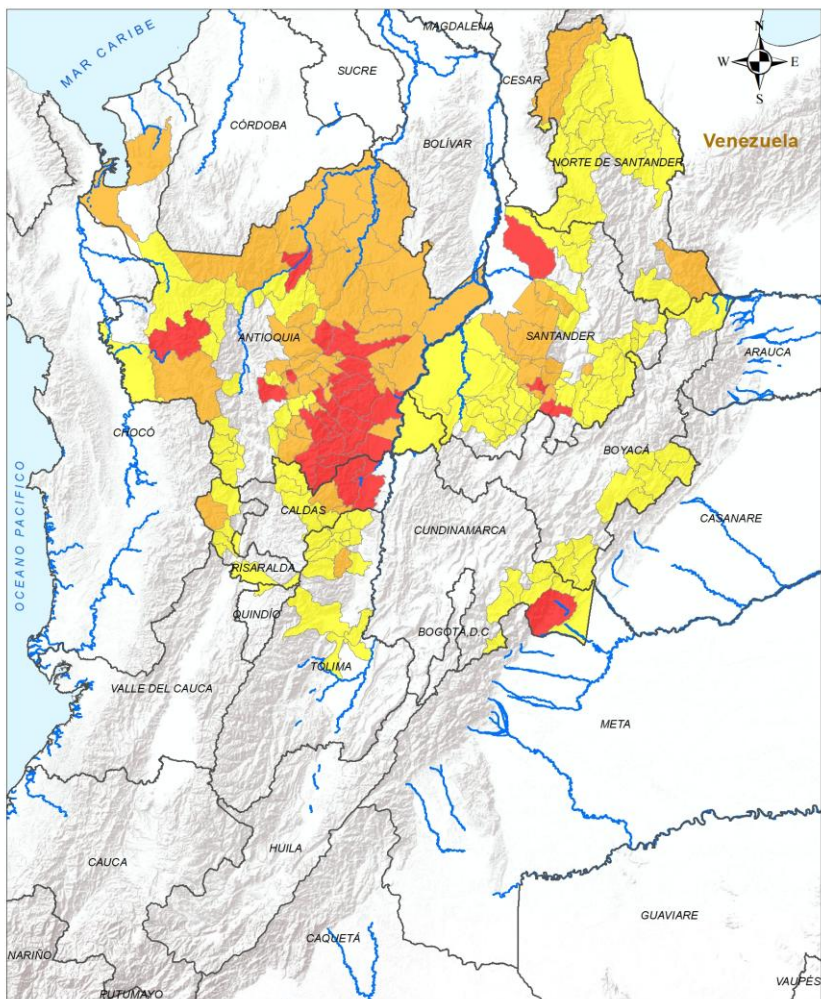 MAR CARIBE
MAGDALENA
N
W
E
S
SUCRE
CESAR
CÓRDOBA
BOLÍVAR
Venezuela
NORTE DE SANTANDER
ANTIOQUIA
SANTANDER
ARAUCA
CHOCÓ
BOYACÁ
OCEANO PACIFICO
CALDAS
CASANARE
CUNDINAMARCA
RISARALDA
QUINDÍO
BOGOTÁ D.C
TOLIMA
VALLE DEL CAUCA
META
HUILA
CAUCA
GUAVIARE
CAQUETÁ
NARIÑO
VAUPÉS
PUTUMAYO